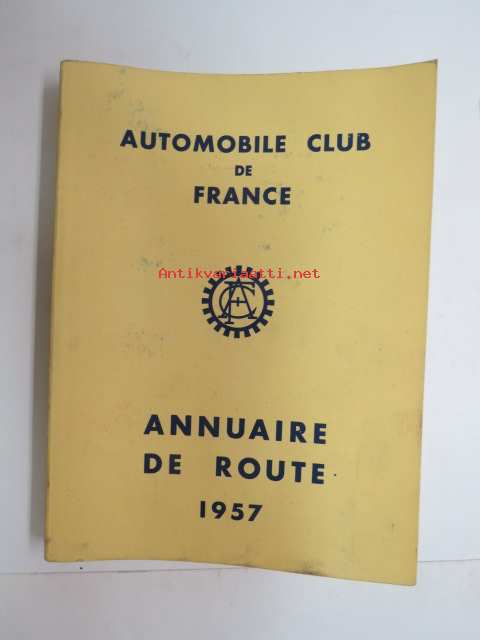 AUTOMOBILE CLUB
DE
FRANCE
Antikvariaatti.net
ACF
ANNUAIRE
DE ROUTE
1957